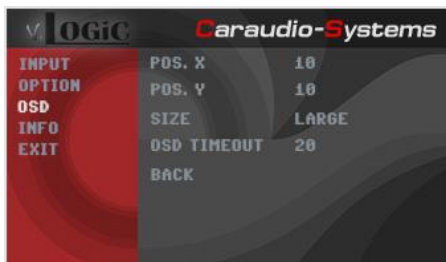 v.LOGiC Caraudio-Systems
INPUT POS. X 10
OPTION POS. Y 10
OSD SIZE LARGE
INFO OSD TIMEOUT 20
EXIT BACK